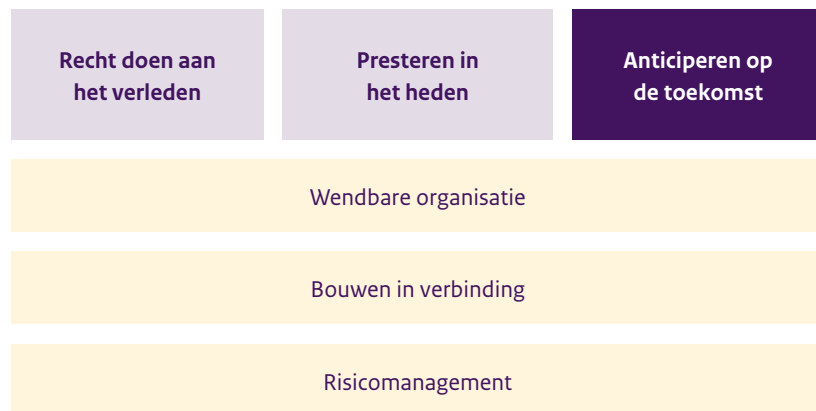 Recht doen aan
het verleden
Presteren in
het heden
Anticiperen op
de toekomst
Wendbare organisatie
Bouwen in verbinding
Risicomanagement